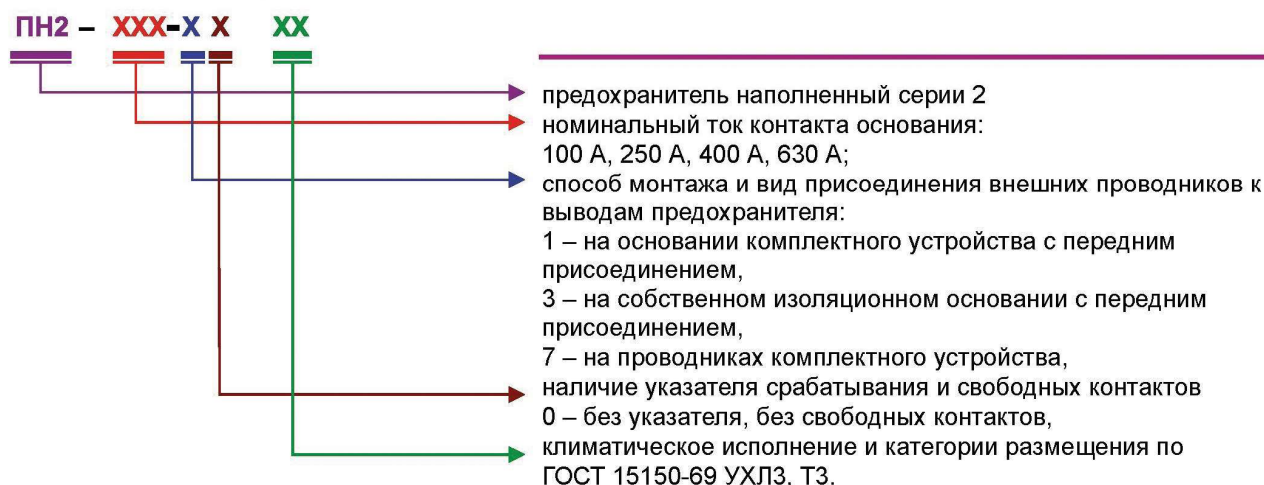 ПН2 – XXX-X X XX
предохранитель наполненный серии 2
номинальный ток контакта основания:
100 А, 250 А, 400 А, 630 А;
способ монтажа и вид присоединения внешних проводников к
выводам предохранителя:
1 – на основании комплектного устройства с передним
присоединением,
3 – на собственном изоляционном основании с передним
присоединением,
7 – на проводниках комплектного устройства,
наличие указателя срабатывания и свободных контактов
0 – без указателя, без свободных контактов,
климатическое исполнение и категории размещения по
ГОСТ 15150-69 УХЛ3. Т3.